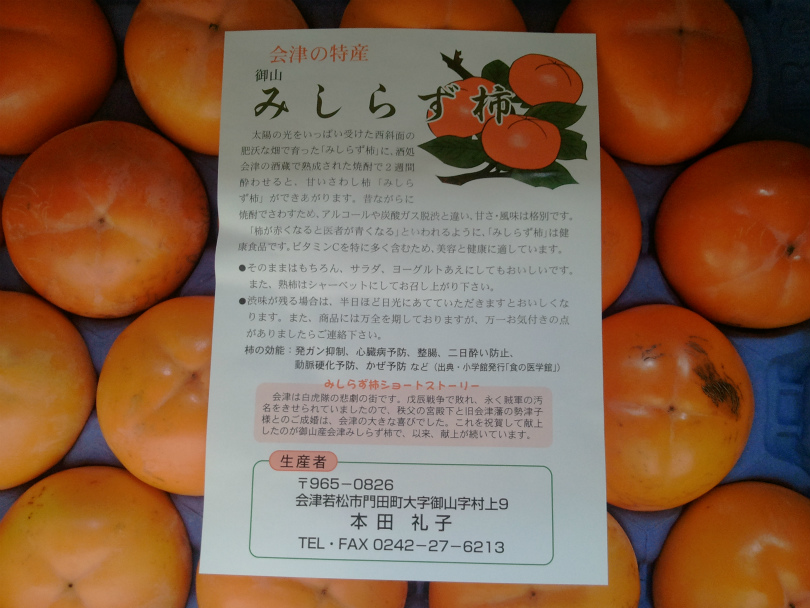 会津の特産
御山
みしらず柿
太陽の光をいっぱい受けた西斜面の
肥沃な畑で育った「みしらず柿」に、酒処
会津の酒蔵で熟成された焼酎で2週間
酔わせると、甘いさわし柿「みしら
ず柿」ができあがります。昔ながらに
焼酎でさわすため、アルコールや炭酸ガス脱渋と違い、甘さ・風味は格別です。
「柿が赤くなると医者が青くなる」といわれるように、「みしらず柿」は健
康食品です。ビタミンCを特に多く含むため、美容と健康に適しています。
●そのままはもちろん、サラダ、ヨーグルトあえにしてもおいしいです。
また、熟柿はシャーベットにしてお召し上がり下さい。
●渋味が残る場合は、半日ほど日光にあてていただきますとおいしくな
ります。また、商品には万全を期しておりますが、万一お気付きの点
がありましたらご連絡下さい。
柿の効能：発ガン抑制、心臓病予防、整腸、二日酔い防止、
動脈硬化予防、かぜ予防 など（出典・小学館発行「食の医学館」）
みしらず柿ショートストーリー
会津は白虎隊の悲劇の街です。戊辰戦争で敗れ、永く賊軍の汚
名をきせられていましたので、秩父の宮殿下と旧会津藩の勢津子
様とのご成婚は、会津の大きな喜びでした。これを祝賀して献上
したのが御山産会津みしらず柿で、以来、献上が続いています。
生産者
〒965－0826
会津若松市門田町大字御山字村上9
本田 礼子
TEL・FAX 0242－27－6213